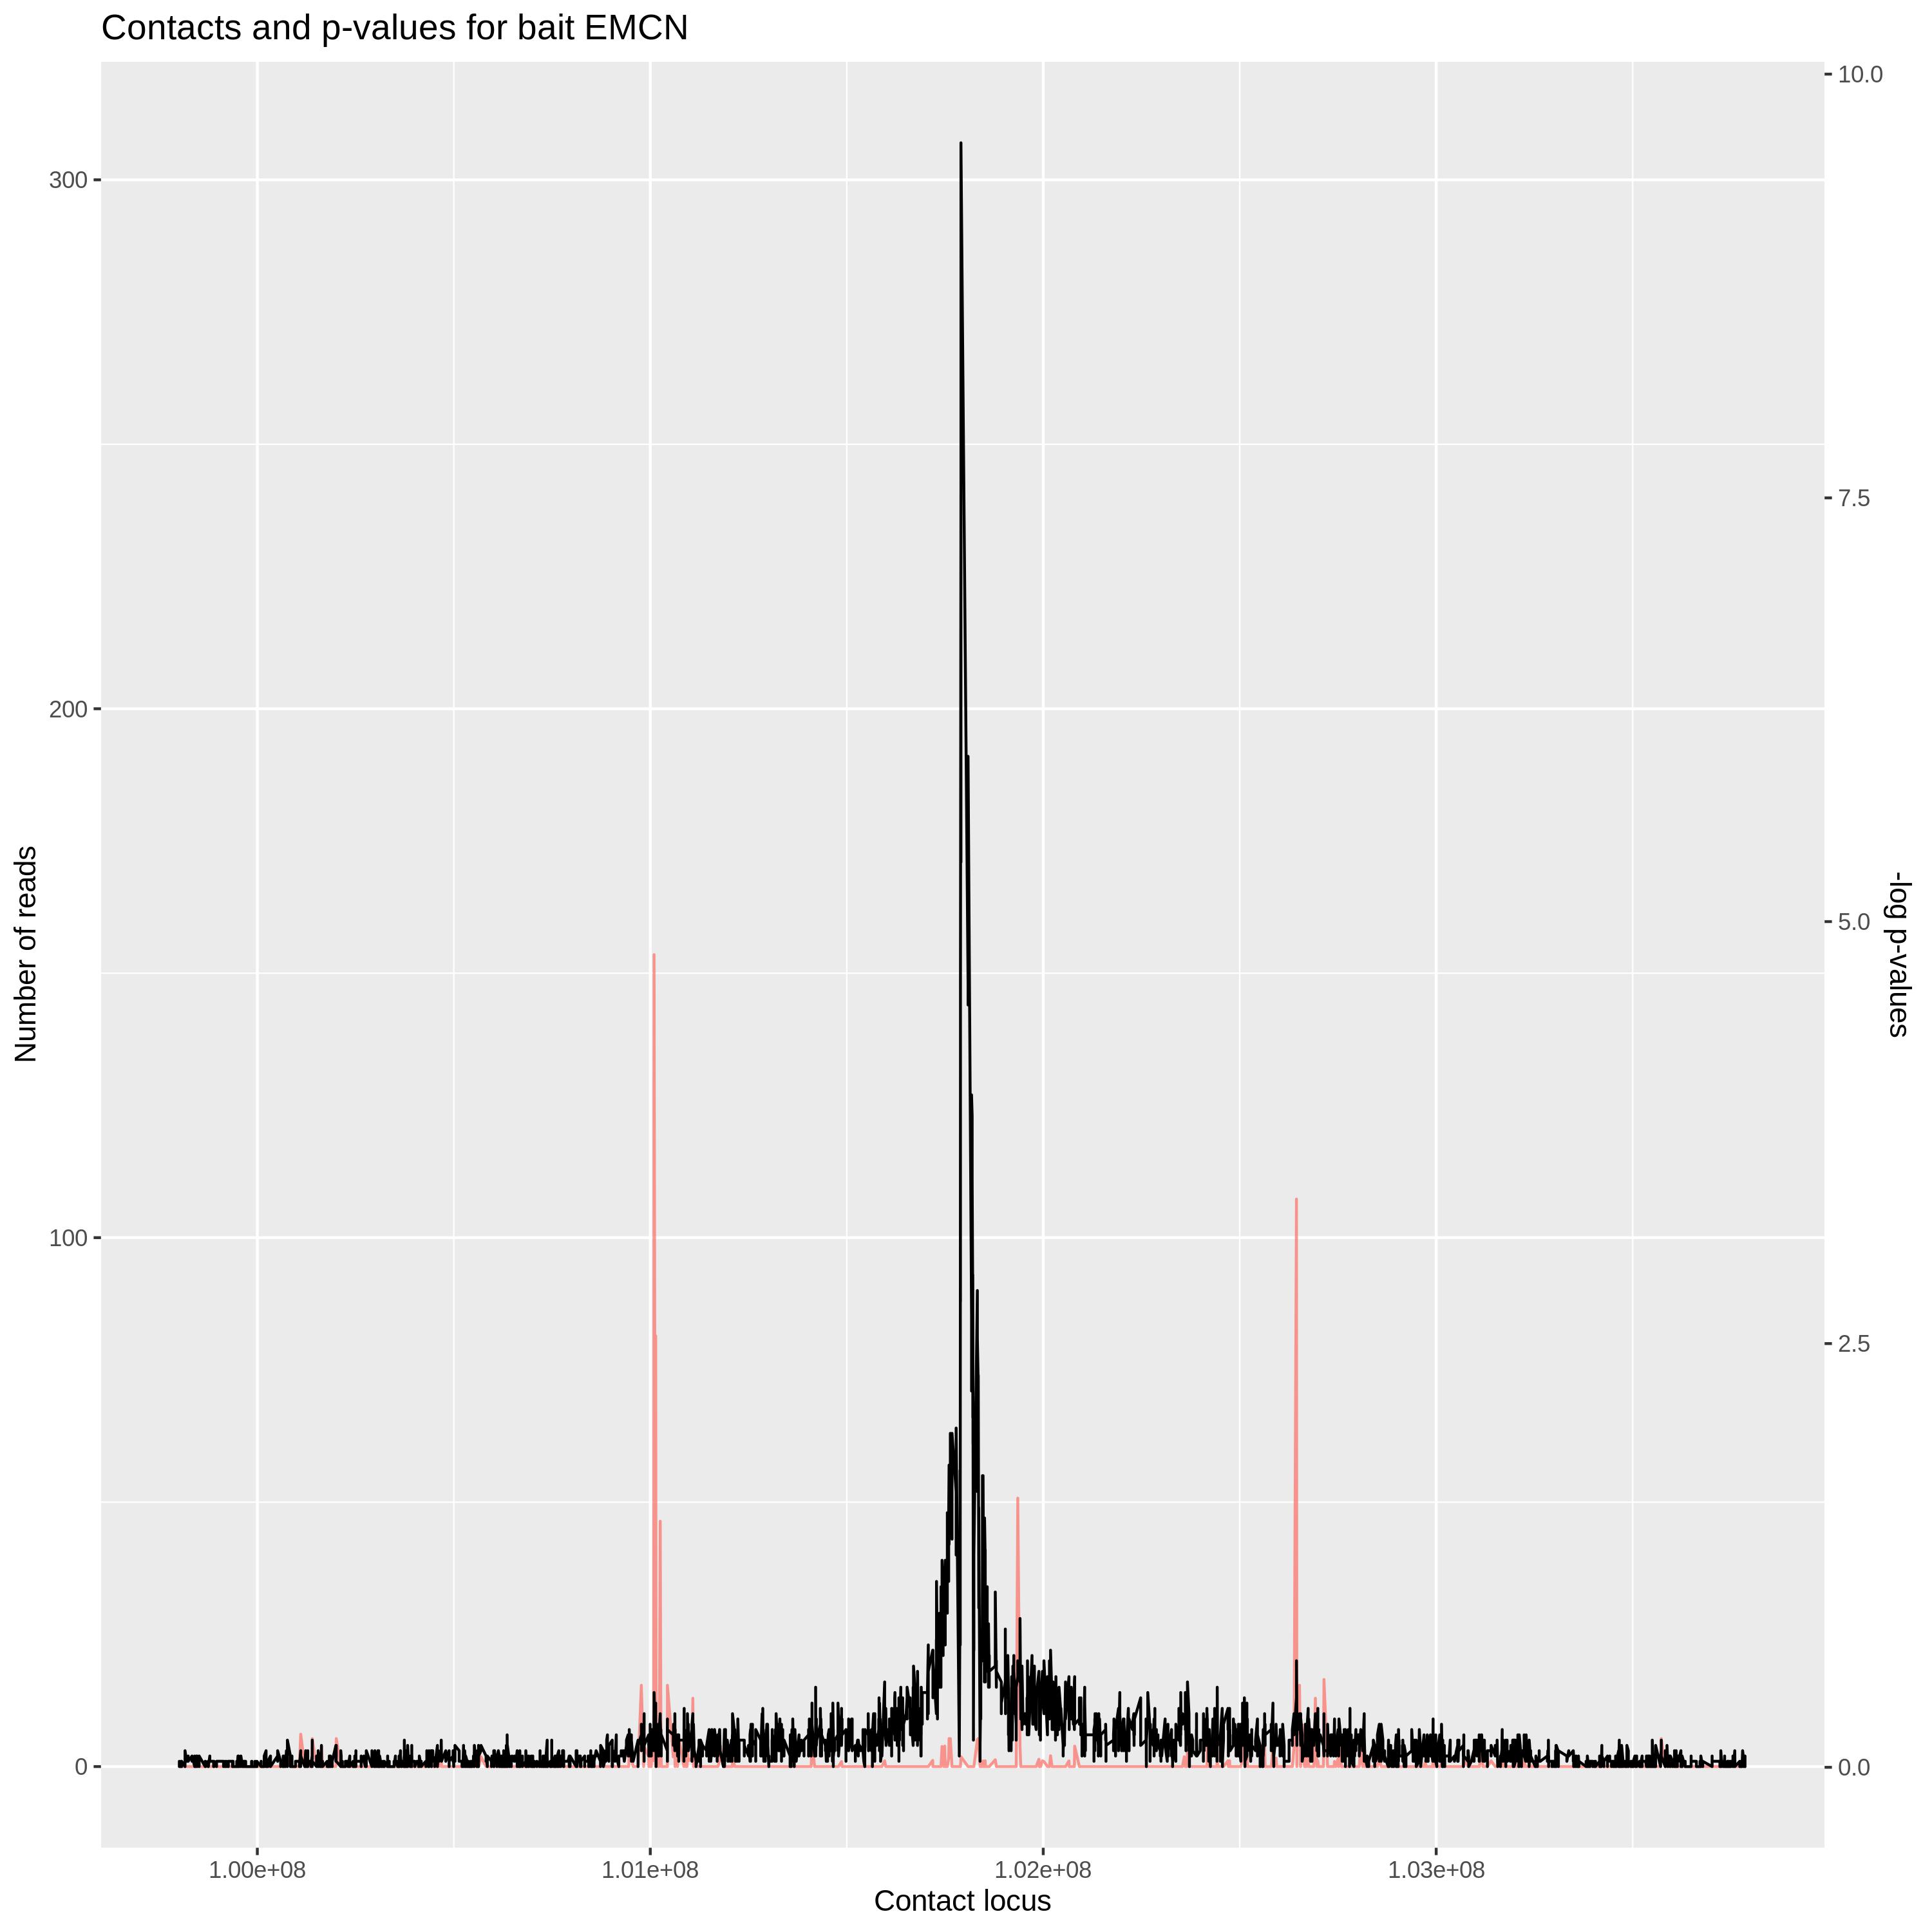 Contacts and p-values for bait EMCN
Number of reads
300
200
100
0
10.0
7.5
5.0
2.5
0.0
-log p-values
1.00e+08
1.01e+08
1.02e+08
1.03e+08
Contact locus